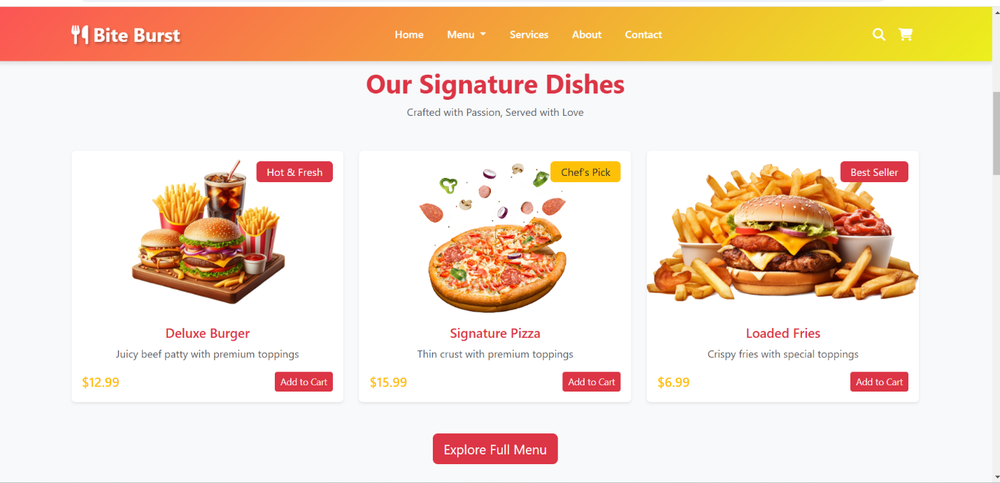 Bite Burst
Home Menu Services About Contact
Our Signature Dishes
Crafted with Passion, Served with Love
Hot & Fresh
Deluxe Burger
Juicy beef patty with premium toppings
$12.99 Add to Cart
Chef's Pick
Signature Pizza
Thin crust with premium toppings
$15.99 Add to Cart
Best Seller
Loaded Fries
Crispy fries with special toppings
$6.99 Add to Cart
Explore Full Menu